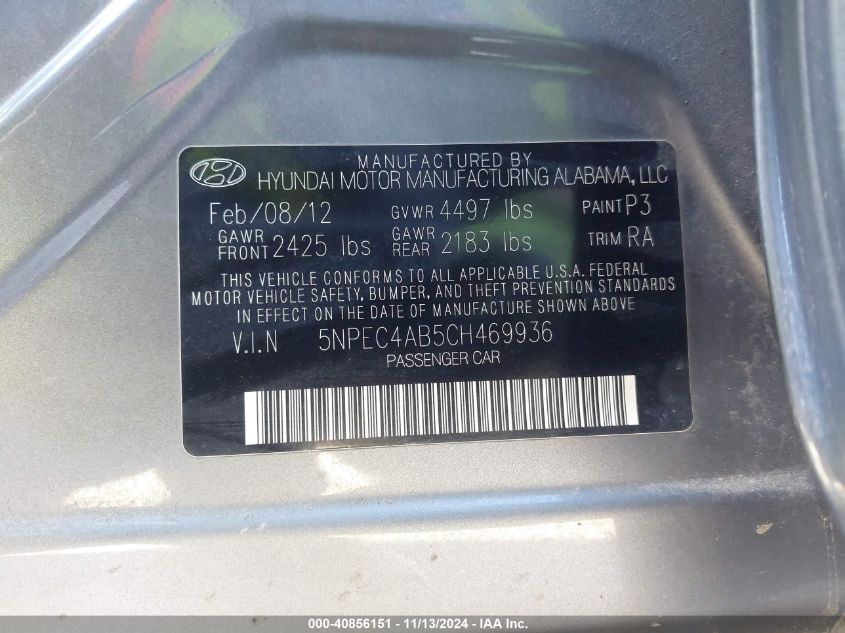 MANUFACTURED BY
HYUNDAI MOTOR MANUFACTURING ALABAMA, LLC
Feb/08/12 GVWR 4497 lbs PAINT P3
GAWR FRONT 2425 lbs GAWR REAR 2183 lbs TRIM RA
THIS VEHICLE CONFORMS TO ALL APPLICABLE U.S.A. FEDERAL
MOTOR VEHICLE SAFETY, BUMPER, AND THEFT PREVENTION STANDARDS
IN EFFECT ON THE DATE OF MANUFACTURE SHOWN ABOVE
V.I.N 5NPEC4AB5CH469936
PASSENGER CAR
000-40856151 - 11/13/2024 - IAA Inc.